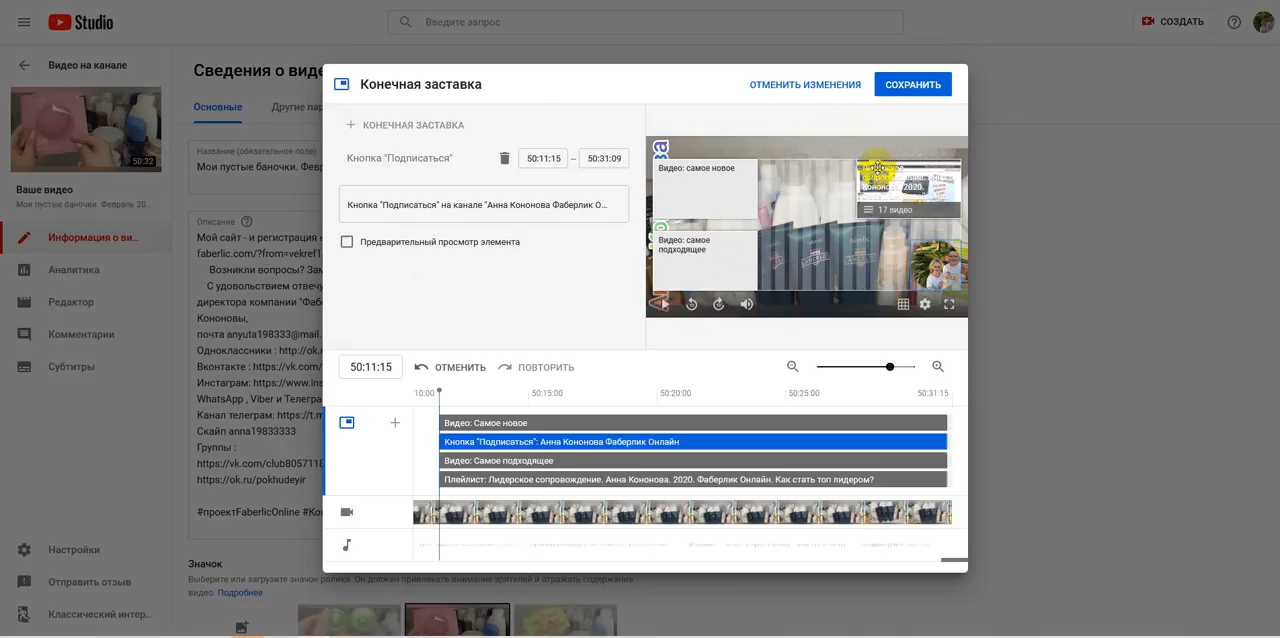 Studio
Введите запрос
СОЗДАТЬ
Видео на канале
50:32
Ваше видео
Мои пустые баночки. Февраль 20...
Информация о ви...
Аналитика
Редактор
Комментарии
Субтитры
Настройки
Отправить отзыв
Классический интер...
Сведения о виде
Основные
Другие пар
Название (обязательное поле)
Мои пустые баночки. Февр
Описание
Мой сайт - и регистрация
faberlic.com/?from=vekref1
Возникли вопросы? Зам
С удовольствием отвечу
директора компании "Фаб
Кононовы,
почта anyuta198333@mail.
Одноклассники : http://ok.r
Вконтакте : https://vk.com/
Инстаграм: https://www.ins
WhatsApp , Viber и Телегра
Канал телеграм: https://t.m
Скайп anna19833333
Группы :
https://vk.com/club8057118
https://ok.ru/pokhudeyir
#проектFaberlicOnline #Кон
Значок
Выберите или загрузите значок ролика. Он должен привлекать внимание зрителей и отражать содержание
видео. Подробнее
Конечная заставка
ОТМЕНИТЬ ИЗМЕНЕНИЯ
СОХРАНИТЬ
+ КОНЕЧНАЯ ЗАСТАВКА
Кнопка "Подписаться"
50:11:15 – 50:31:09
Кнопка "Подписаться" на канале "Анна Кононова Фаберлик О...
Предварительный просмотр элемента
Видео: самое новое
Кононова. 2020.
17 видео
Видео: самое
подходящее
50:11:15
ОТМЕНИТЬ
ПОВТОРИТЬ
10:00
50:15:00
50:20:00
50:25:00
50:31:15
Видео: Самое новое
Кнопка "Подписаться": Анна Кононова Фаберлик Онлайн
Видео: Самое подходящее
Плейлист: Лидерское сопровождение. Анна Кононова. 2020. Фаберлик Онлайн. Как стать топ лидером?